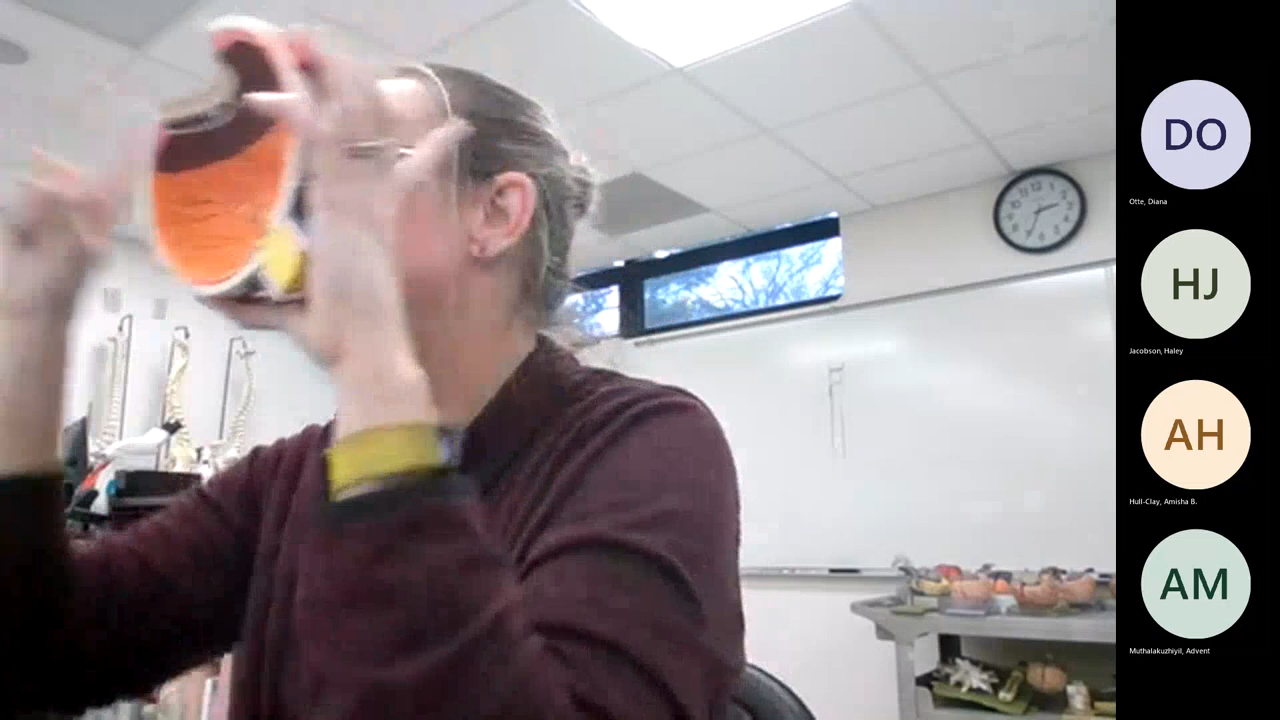 DO
Otte, Diana
HJ
Jacobson, Haley
AH
Hull-Clay, Amisha B.
AM
Muthalakuzhiyil, Advent